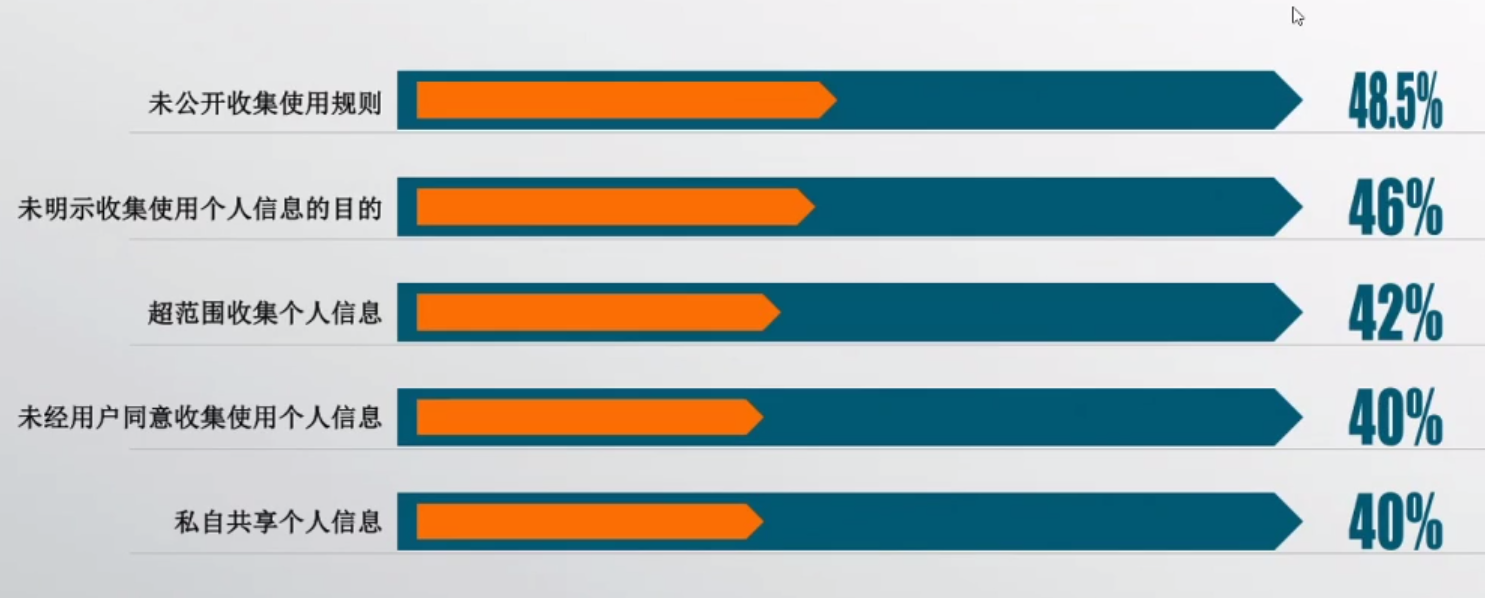 未公开收集使用规则 48.5%
未明示收集使用个人信息的目的 46%
超范围收集个人信息 42%
未经用户同意收集使用个人信息 40%
私自共享个人信息 40%